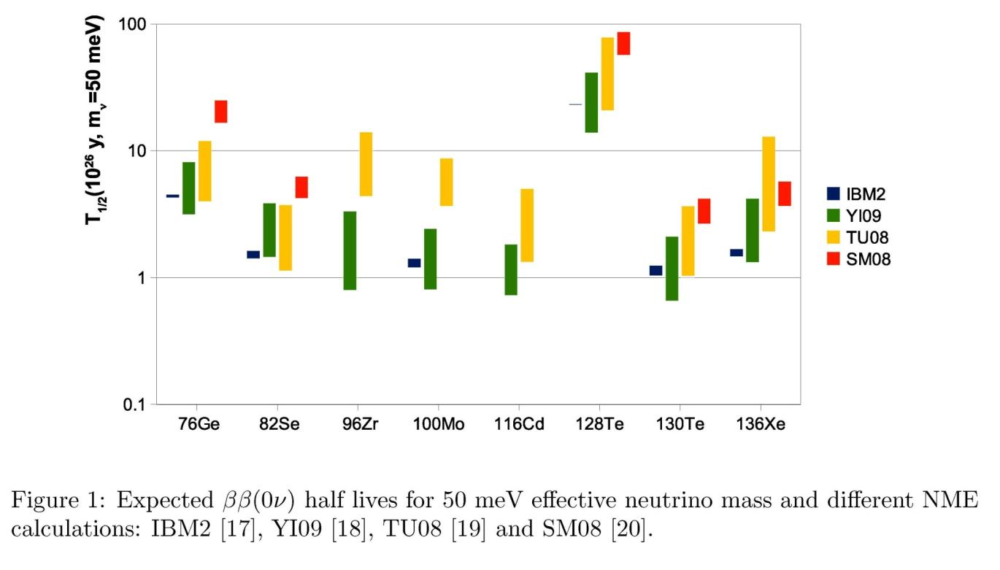 T1/2(10^26 y, mν=50 meV)
100
10
1
0.1
76Ge 82Se 96Zr 100Mo 116Cd 128Te 130Te 136Xe
IBM2
YI09
TU08
SM08
Figure 1: Expected ββ(0ν) half lives for 50 meV effective neutrino mass and different NME
calculations: IBM2 [17], YI09 [18], TU08 [19] and SM08 [20].